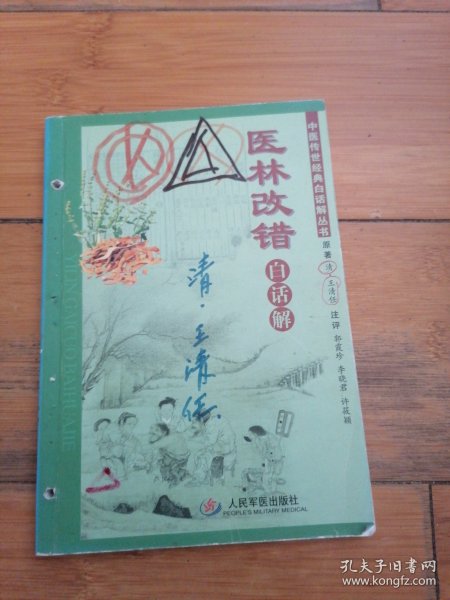 中医传世经典白话解丛书
医林改错
白话解
原著 清 王清任
注评 郭霞珍 李晓君 许筱颖
清·王清任
人民军医出版社
PEOPLE'S MILITARY MEDICAL
孔夫子旧书网
www.kongfz.com